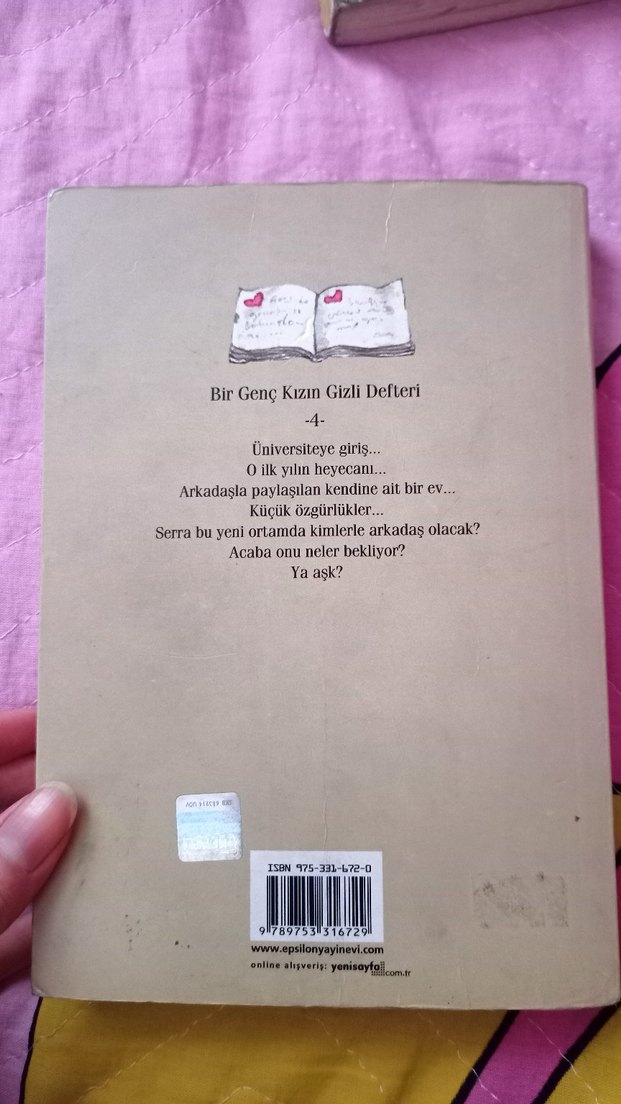 Bir Genç Kızın Gizli Defteri
-4-
Üniversiteye giriş...
O ilk yılın heyecanı...
Arkadaşla paylaşılan kendine ait bir ev...
Küçük özgürlükler...
Serra bu yeni ortamda kimlerle arkadaş olacak?
Acaba onu neler bekliyor?
Ya aşk?
ISBN 975-331-672-0
9 789753 316729
www.epsilonyayinevi.com
online alışveriş: yenisayfa.com.tr